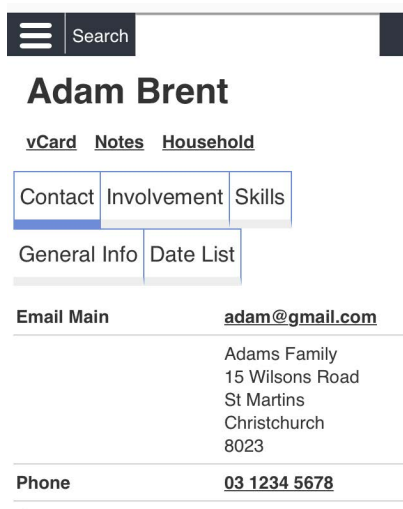 Search
Adam Brent
vCard Notes Household
Contact Involvement Skills
General Info Date List
Email Main adam@gmail.com
Adams Family
15 Wilsons Road
St Martins
Christchurch
8023
Phone 03 1234 5678